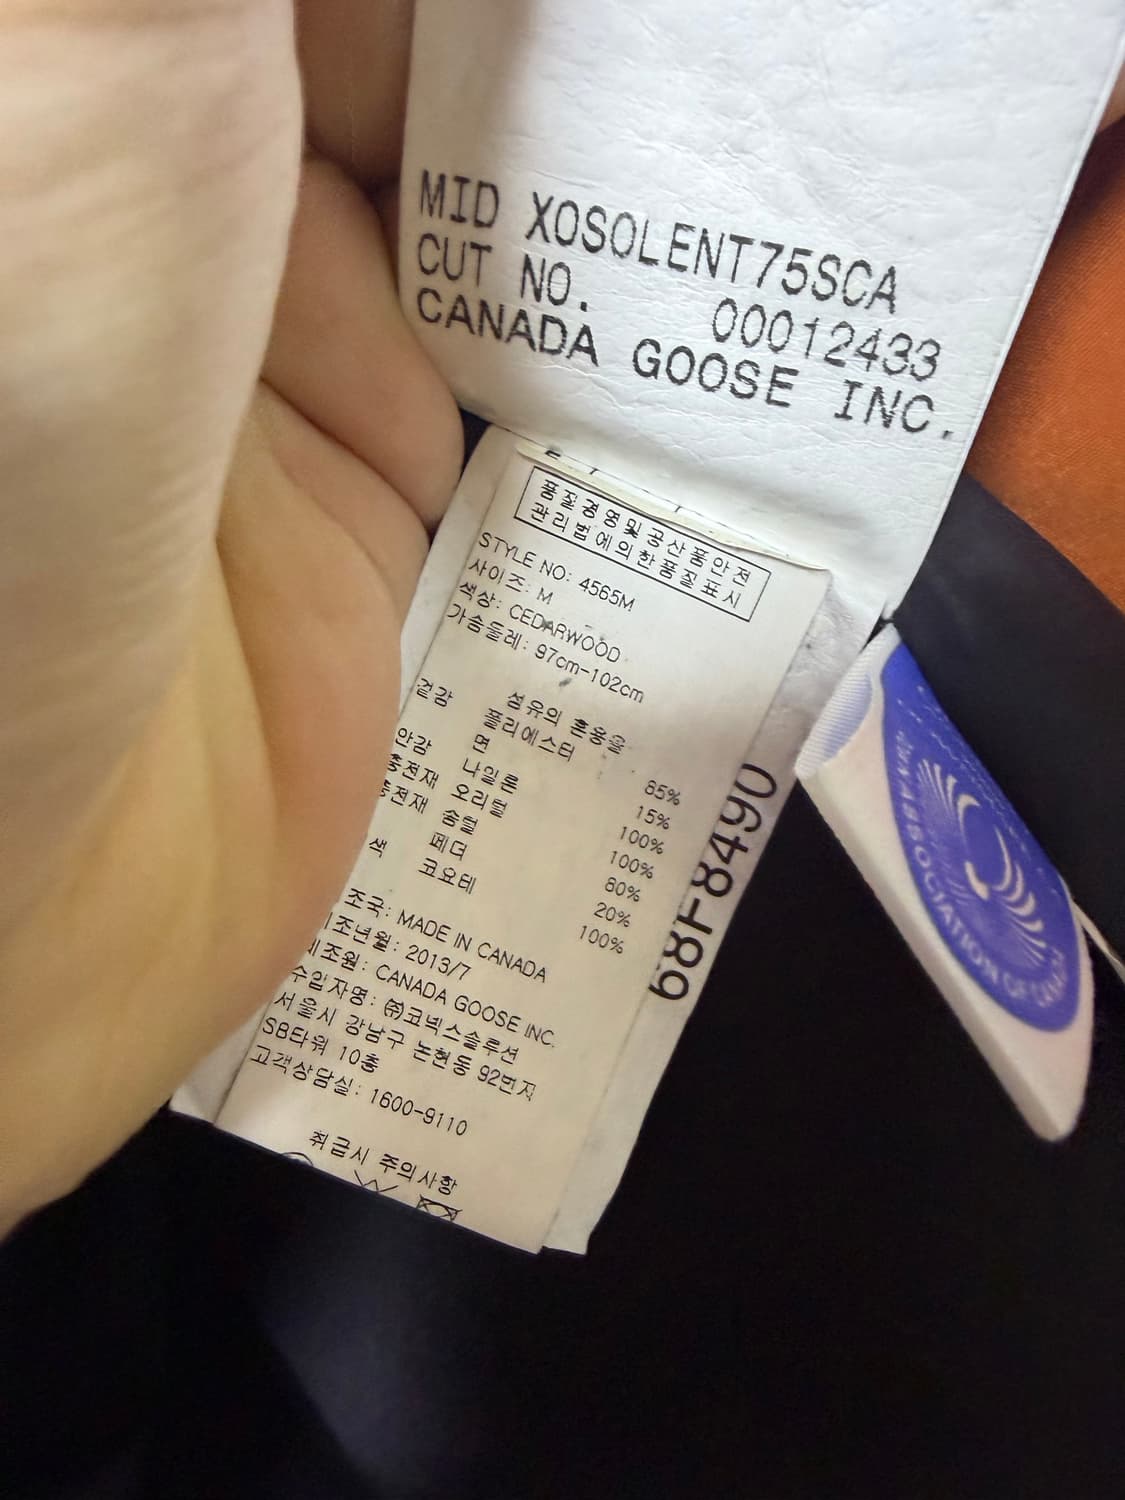 MID XOSOLENT75SCA
CUT NO. 00012433
CANADA GOOSE INC.
품질경영및공산품안전
관리법에의한품질표시
STYLE NO: 4565M
사이즈: M
색상: CEDARWOOD
가슴둘레: 97cm-102cm
섬유의 혼용율
겉감 폴리에스터 85%
면 15%
안감 나일론 100%
충전재 오리털 100%
충전재 솜털 80%
페더 20%
색 코요테 100%
조국: MADE IN CANADA
조년월: 2013/7
제조원: CANADA GOOSE INC.
수입자명: ㈜코넥스솔루션
서울시 강남구 논현동 92번지
SB타워 10층
고객상담실: 1600-9110
취급시 주의사항
68F8490
ASSOCIATION OF